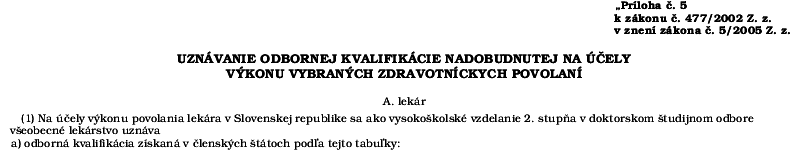 „Príloha č. 5
k zákonu č. 477/2002 Z. z.
v znení zákona č. 5/2005 Z. z.
UZNÁVANIE ODBORNEJ KVALIFIKÁCIE NADOBUDNUTEJ NA ÚČELY
VÝKONU VYBRANÝCH ZDRAVOTNÍCKYCH POVOLANÍ
A. lekár
(1) Na účely výkonu povolania lekára v Slovenskej republike sa ako vysokoškolské vzdelanie 2. stupňa v doktorskom študijnom odbore
všeobecné lekárstvo uznáva
a) odborná kvalifikácia získaná v členských štátoch podľa tejto tabuľky: